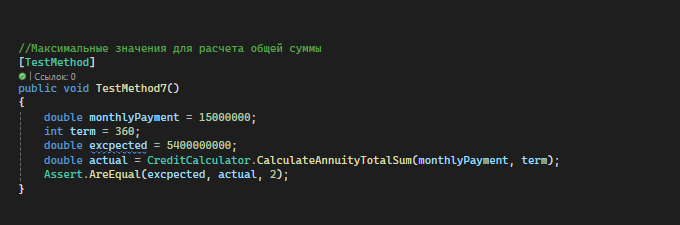 //Максимальные значения для расчета общей суммы
[TestMethod]
| Ссылок: 0
public void TestMethod7()
{
double monthlyPayment = 15000000;
int term = 360;
double excpected = 5400000000;
double actual = CreditCalculator.CalculateAnnuityTotalSum(monthlyPayment, term);
Assert.AreEqual(excpected, actual, 2);
}